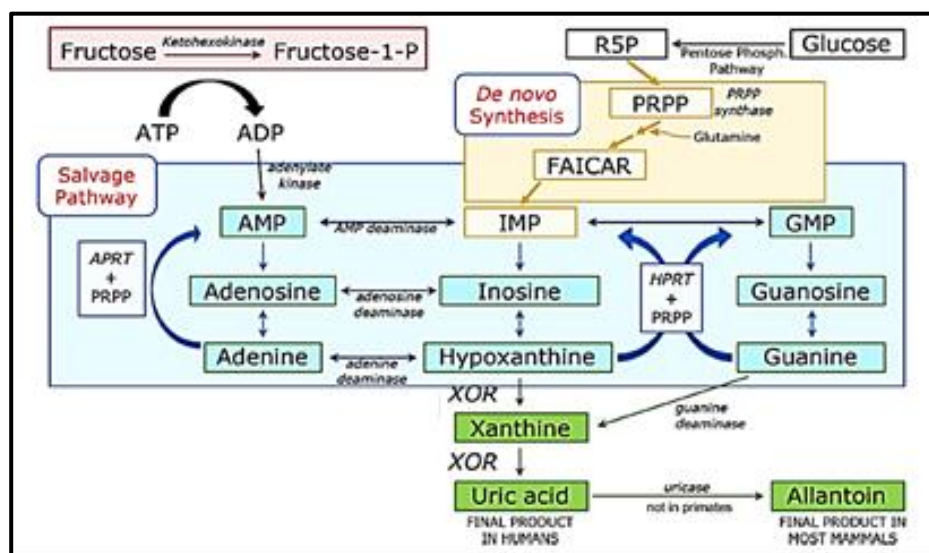 Fructose
Ketohexokinase
Fructose-1-P
R5P
Pentose Phosph.
Pathway
Glucose
De novo
Synthesis
PRPP
PRPP
synthase
Glutamine
FAICAR
ATP
ADP
adenylate
kinase
Salvage
Pathway
AMP
AMP deaminase
IMP
GMP
APRT
+
PRPP
Adenosine
adenosine
deaminase
Inosine
HPRT
+
PRPP
Guanosine
Adenine
adenine
deaminase
Hypoxanthine
Guanine
XOR
guanine
deaminase
Xanthine
XOR
Uric acid
uricase
not in primates
Allantoin
FINAL PRODUCT
IN HUMANS
FINAL PRODUCT IN
MOST MAMMALS